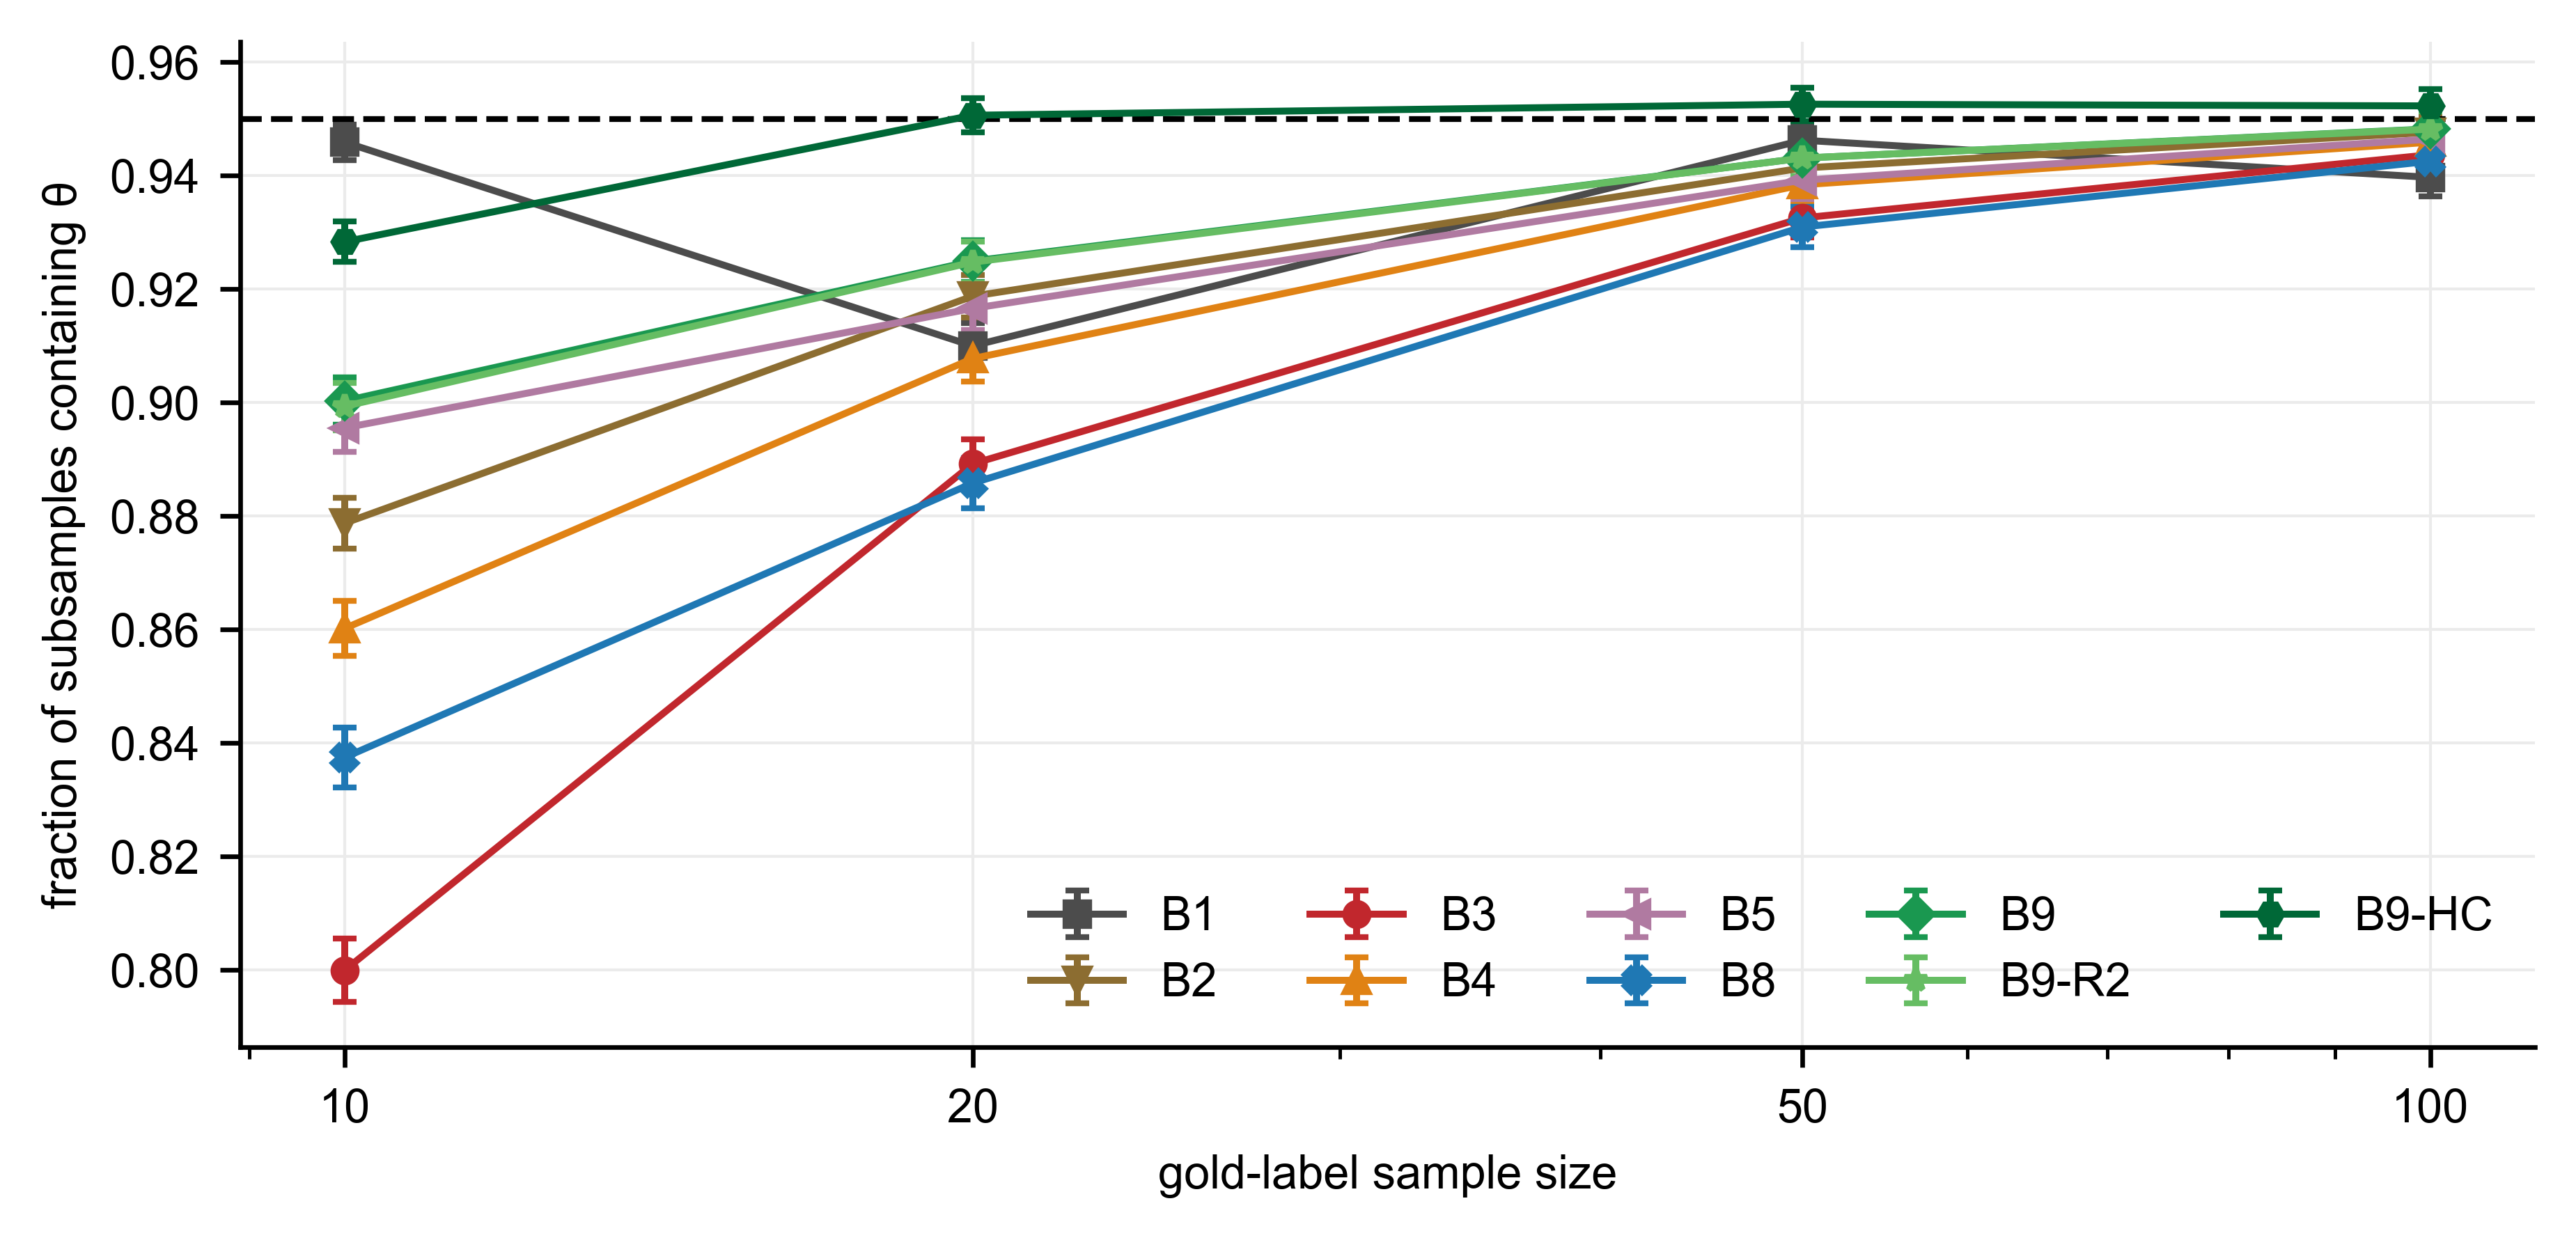 0.96
0.94
0.92
0.90
0.88
0.86
0.84
0.82
0.80
fraction of subsamples containing θ
B1 B3 B5 B9 B9-HC
B2 B4 B8 B9-R2
10 20 50 100
gold-label sample size